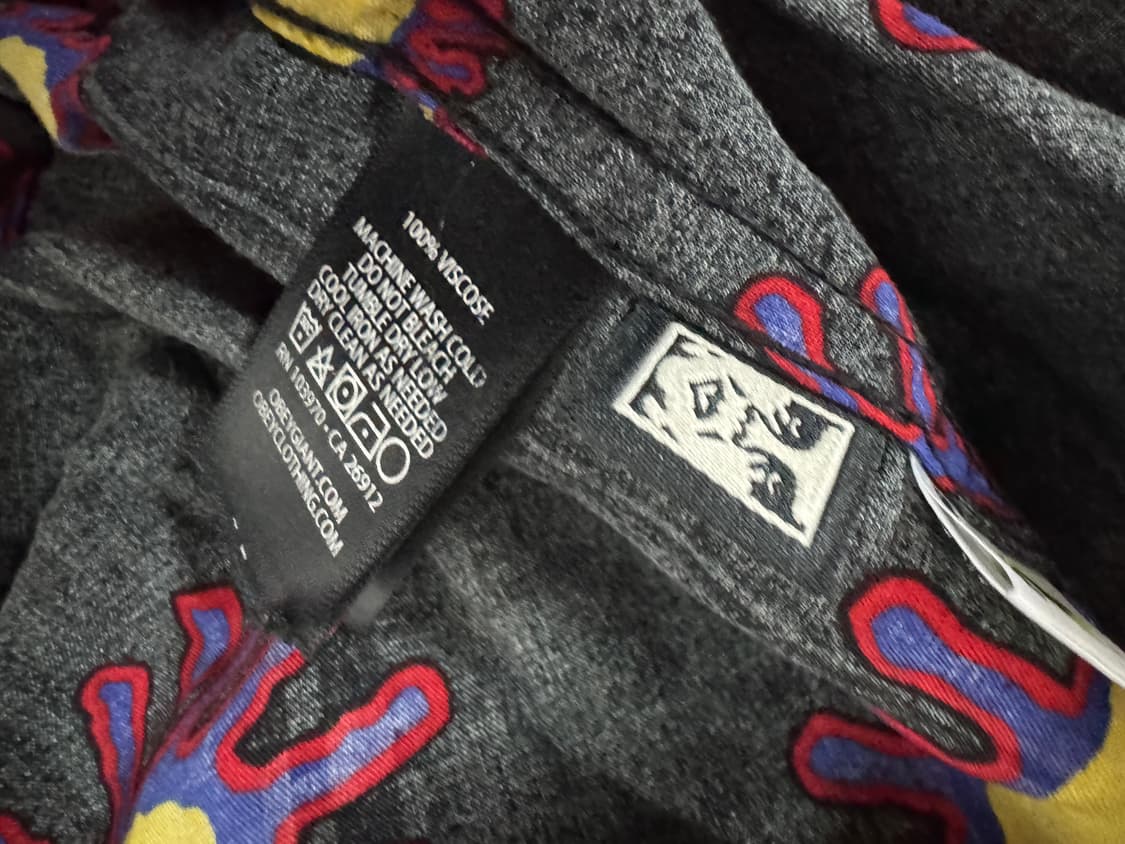 100% VISCOSE
MACHINE WASH COLD
DO NOT BLEACH
TUMBLE DRY LOW
COOL IRON AS NEEDED
DRY CLEAN AS NEEDED
RN 103970 - CA 26912
OBEYGIANT.COM
OBEYCLOTHING.COM